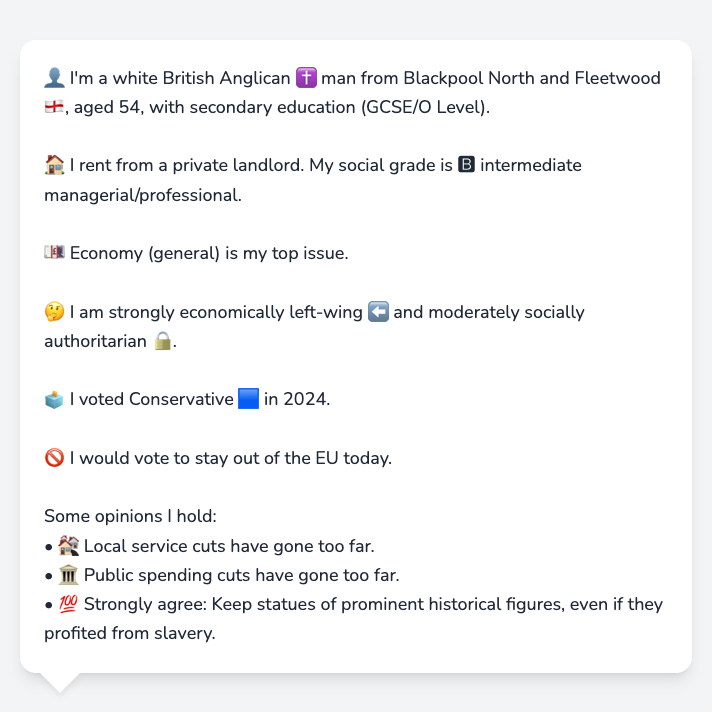 👤 I'm a white British Anglican ✝️ man from Blackpool North and Fleetwood
🏴󠁧󠁢󠁥󠁮󠁧󠁿, aged 54, with secondary education (GCSE/O Level).
🏠 I rent from a private landlord. My social grade is 🅱 intermediate
managerial/professional.
💷 Economy (general) is my top issue.
🤔 I am strongly economically left-wing ⬅️ and moderately socially
authoritarian 🔒.
🗳️ I voted Conservative 🟦 in 2024.
🚫 I would vote to stay out of the EU today.
Some opinions I hold:
• 🏚️ Local service cuts have gone too far.
• 🏛️ Public spending cuts have gone too far.
• 💯 Strongly agree: Keep statues of prominent historical figures, even if they
profited from slavery.